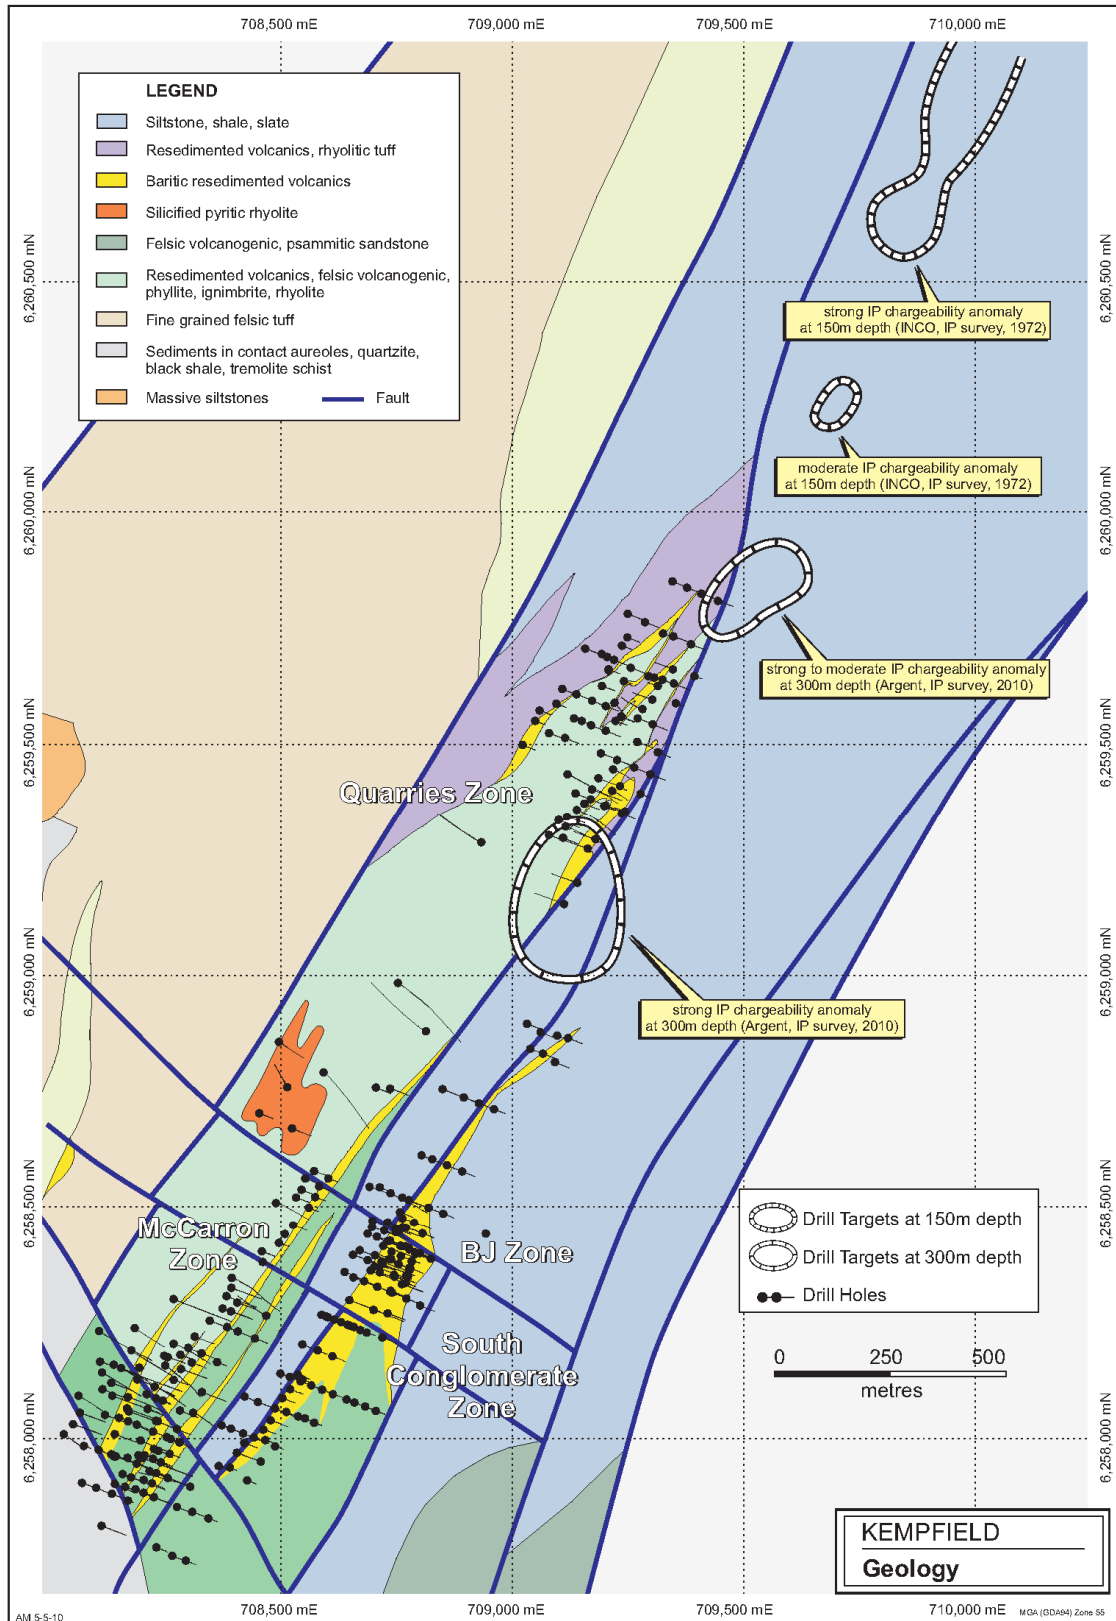 708,500 mE
709,000 mE
709,500 mE
710,000 mE
LEGEND
Siltstone, shale, slate
Resedimented volcanics, rhyolitic tuff
Baritic resedimented volcanics
Silicified pyritic rhyolite
Felsic volcanogenic, psammitic sandstone
Resedimented volcanics, felsic volcanogenic,
phyllite, ignimbrite, rhyolite
Fine grained felsic tuff
Sediments in contact aureoles, quartzite,
black shale, tremolite schist
Massive siltstones
Fault
6,260,500 mN
6,260,500 mN
strong IP chargeability anomaly
at 150m depth (INCO, IP survey, 1972)
moderate IP chargeability anomaly
at 150m depth (INCO, IP survey, 1972)
6,260,000 mN
6,260,000 mN
strong to moderate IP chargeability anomaly
at 300m depth (Argent, IP survey, 2010)
6,259,500 mN
6,259,500 mN
Quarries Zone
6,259,000 mN
6,259,000 mN
strong IP chargeability anomaly
at 300m depth (Argent, IP survey, 2010)
6,258,500 mN
6,258,500 mN
McCarron
Zone
BJ Zone
Drill Targets at 150m depth
Drill Targets at 300m depth
Drill Holes
South
Conglomerate
Zone
0
250
500
metres
6,258,000 mN
6,258,000 mN
KEMPFIELD
Geology
708,500 mE
709,000 mE
709,500 mE
710,000 mE
AM 5-5-10
MGA (GDA94) Zone 55